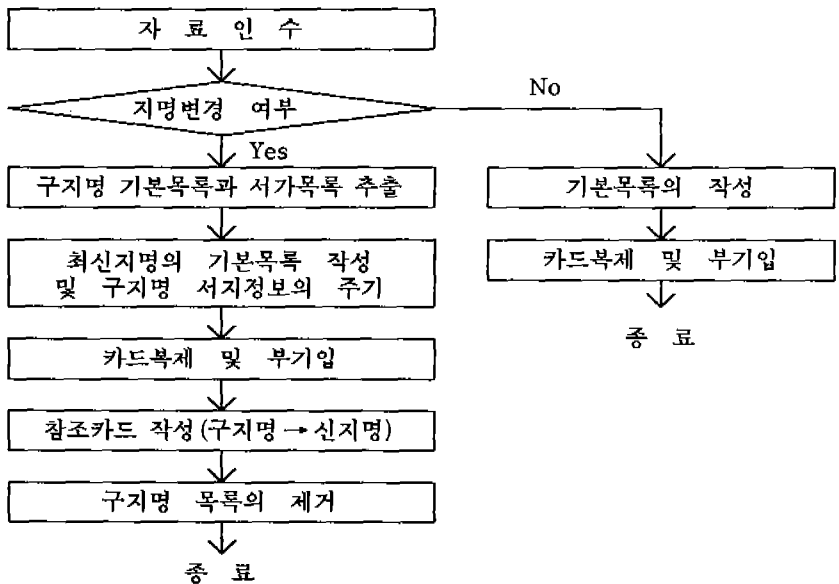 자 료 인 수
지명변경 여부
No
Yes
구지명 기본목록과 서가목록 추출
기본목록의 작성
최신지명의 기본목록 작성
및 구지명 서지정보의 주기
카드복제 및 부기입
종 료
카드복제 및 부기입
참조카드 작성(구지명→신지명)
구지명 목록의 제거
종 료